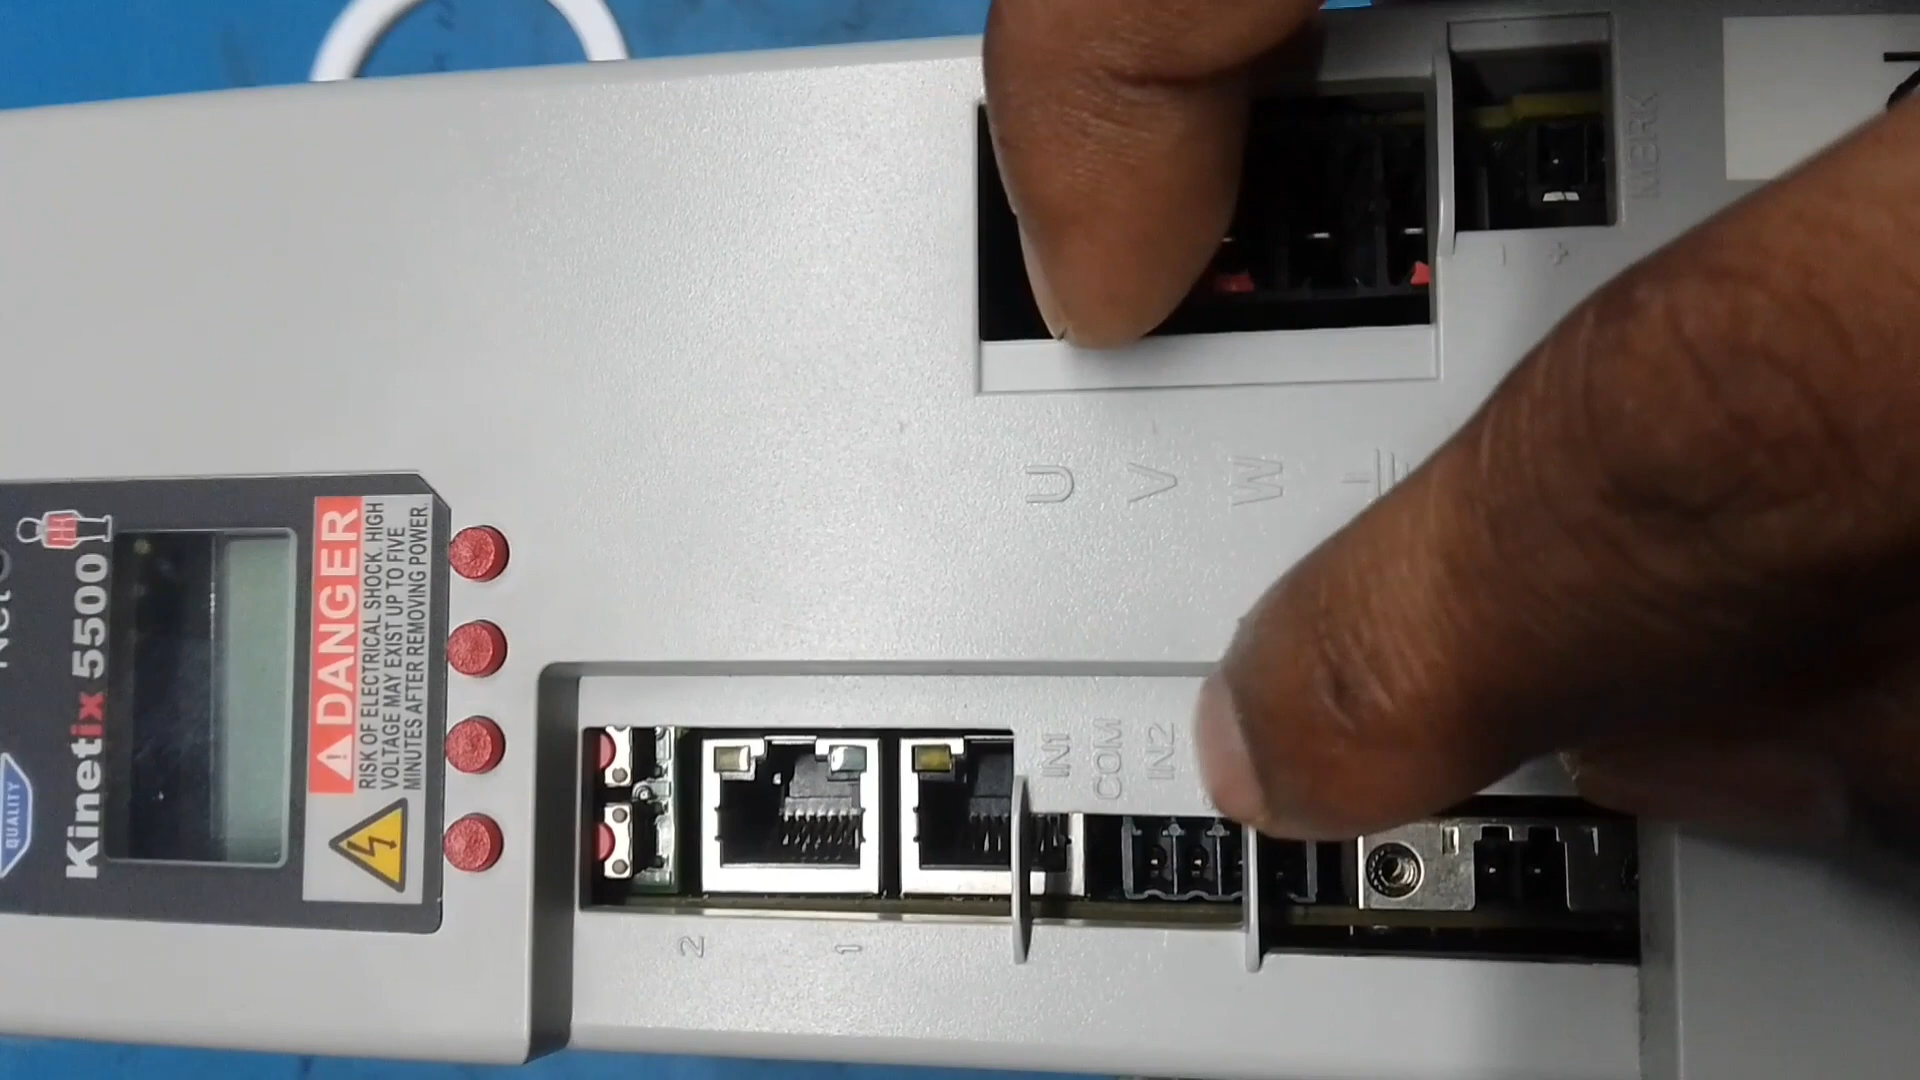 Kinetix 5500
QUALITY
DANGER
RISK OF ELECTRICAL SHOCK. HIGH
VOLTAGE MAY EXIST UP TO FIVE
MINUTES AFTER REMOVING POWER.
U
V
W
MBRK
- +
IN1
COM
IN2
2
1